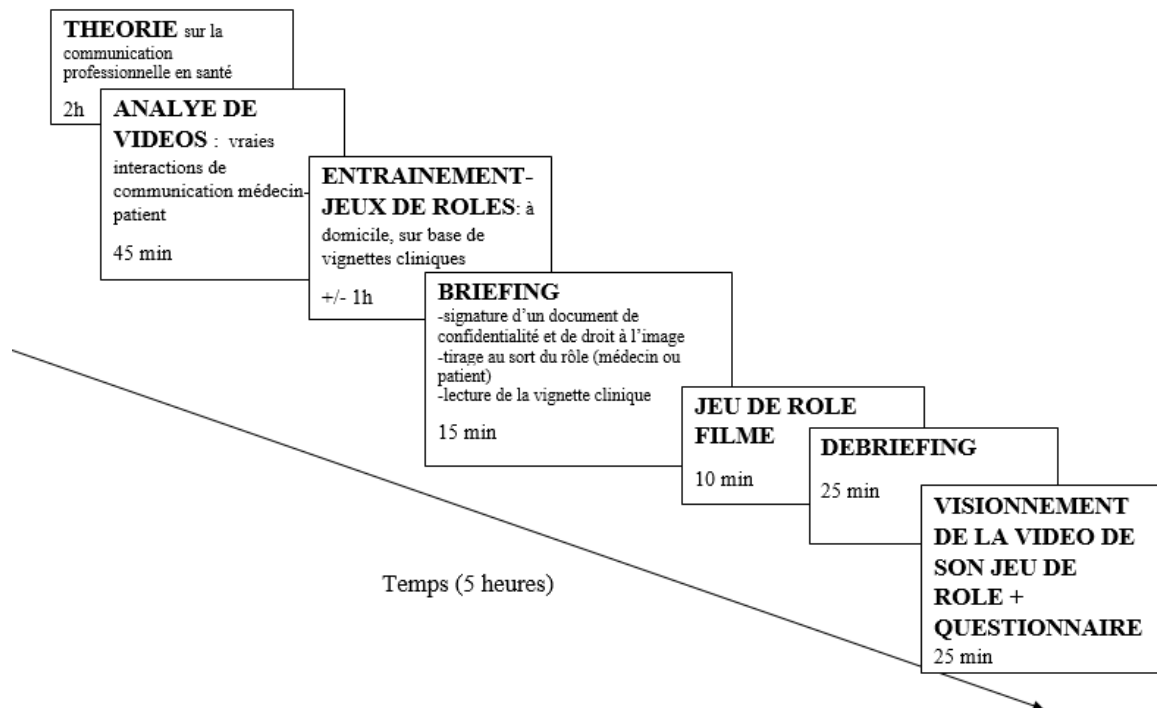 THEORIE sur la
communication
professionnelle en santé
2h
ANALYE DE
VIDEOS : vraies
interactions de
communication médecin-
patient
45 min
ENTRAINEMENT-
JEUX DE ROLES: à
domicile, sur base de
vignettes cliniques
+/- 1h
BRIEFING
-signature d'un document de
confidentialité et de droit à l'image
-tirage au sort du rôle (médecin ou
patient)
-lecture de la vignette clinique
15 min
JEU DE ROLE
FILME
10 min
DEBRIEFING
25 min
VISIONNEMENT
DE LA VIDEO DE
SON JEU DE
ROLE +
QUESTIONNAIRE
25 min
Temps (5 heures)